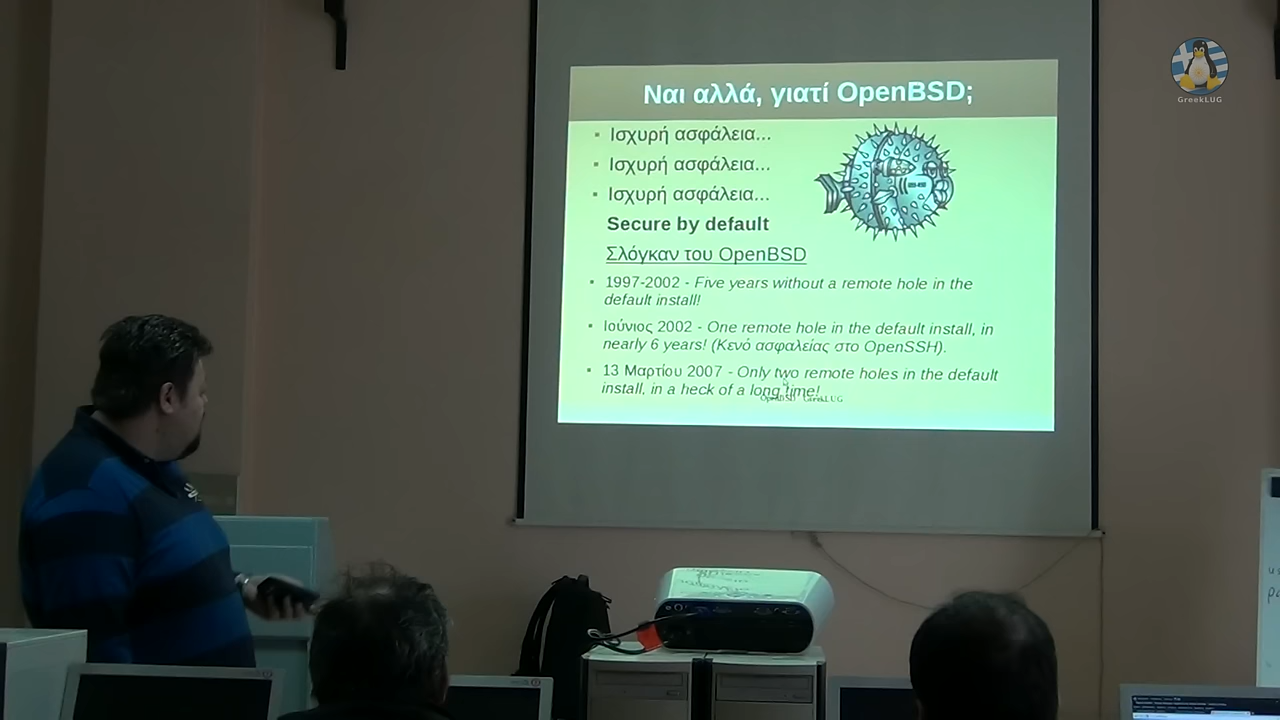 Ναι αλλά, γιατί OpenBSD;
GreekLUG
▪ Ισχυρή ασφάλεια...
▪ Ισχυρή ασφάλεια...
▪ Ισχυρή ασφάλεια...
Secure by default
Σλόγκαν του OpenBSD
▪ 1997-2002 - Five years without a remote hole in the
default install!
▪ Ιούνιος 2002 - One remote hole in the default install, in
nearly 6 years! (Κενό ασφαλείας στο OpenSSH).
▪ 13 Μαρτίου 2007 - Only two remote holes in the default
install, in a heck of a long time!
OpenBSD GreekLUG